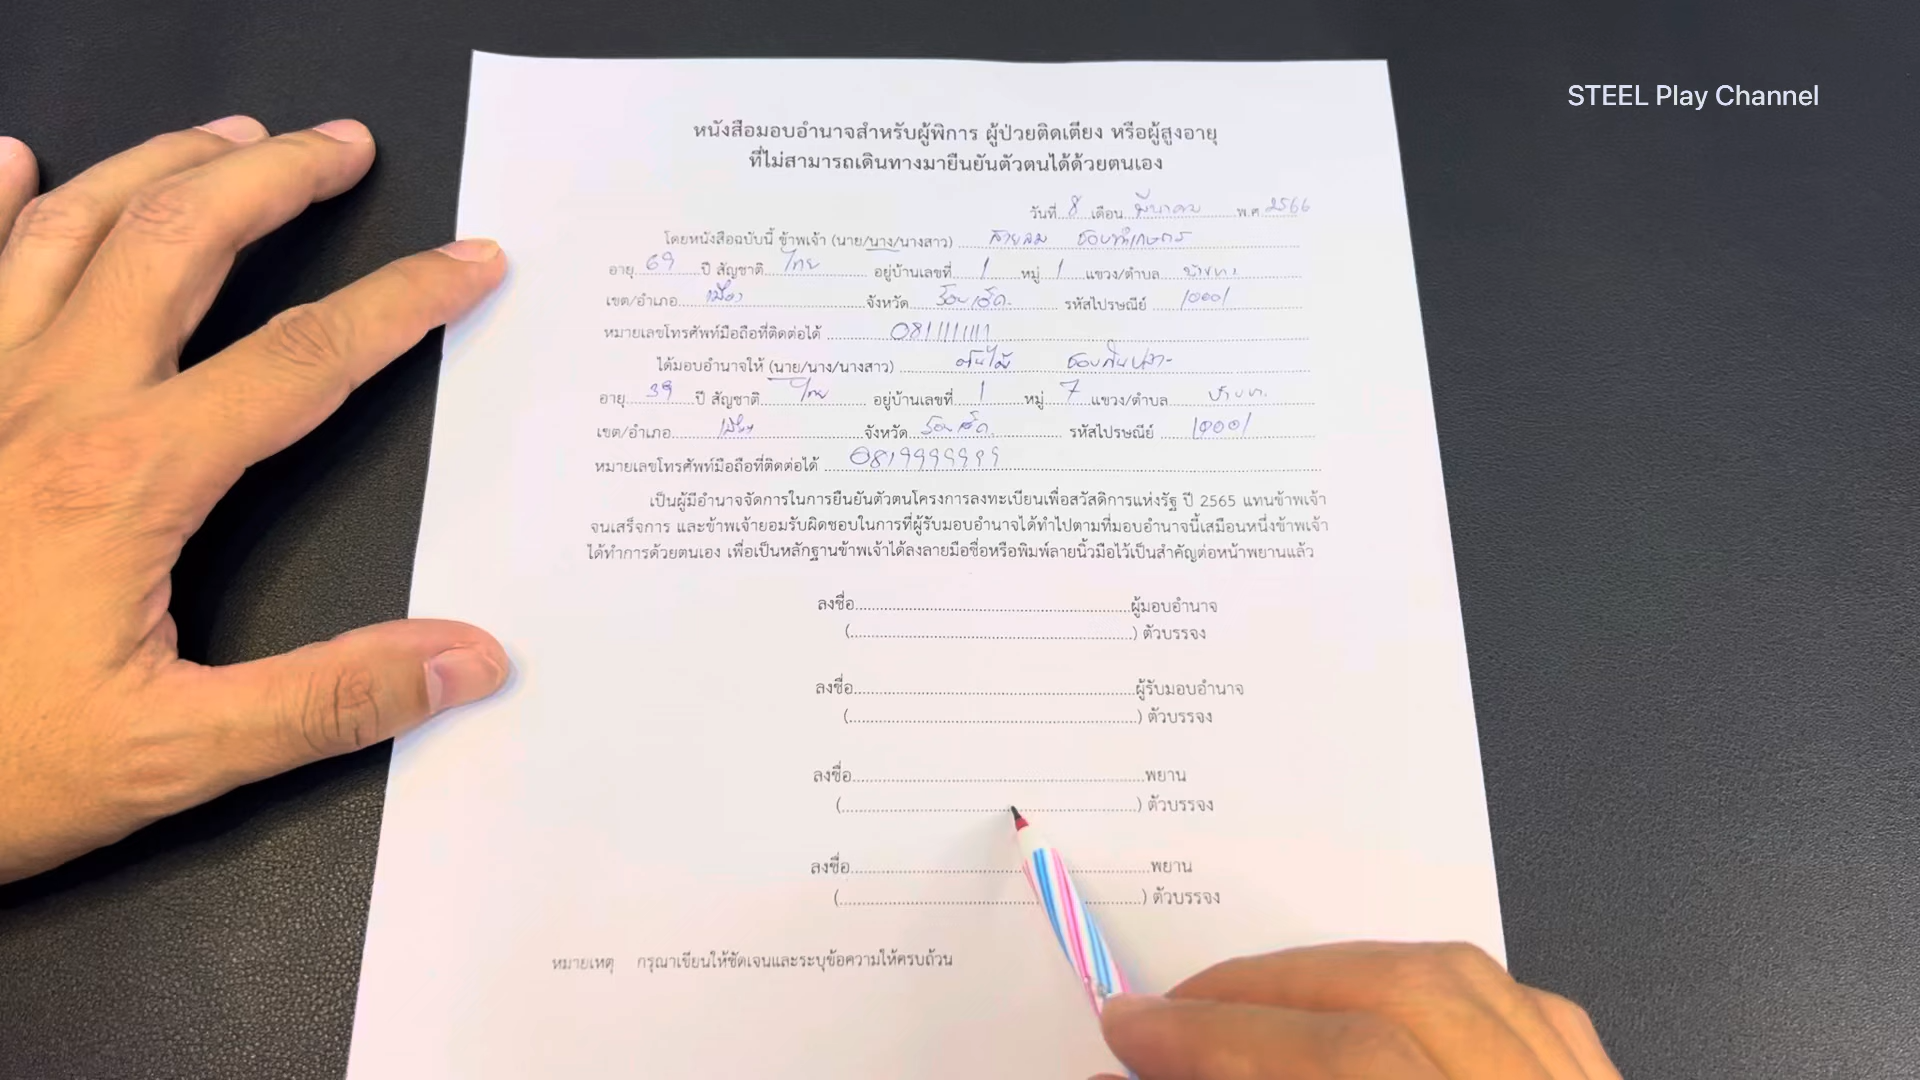 STEEL Play Channel
หนังสือมอบอำนาจสำหรับผู้พิการ ผู้ป่วยติดเตียง หรือผู้สูงอายุ
ที่ไม่สามารถเดินทางมายืนยันตัวตนได้ด้วยตนเอง
วันที่ 8 เดือน มีนาคม พ.ศ 2566
โดยหนังสือฉบับนี้ ข้าพเจ้า (นาย/นาง/นางสาว) สายลม ชอบทำเกษตร
อายุ 69 ปี สัญชาติ ไทย อยู่บ้านเลขที่ 1 หมู่ 1 แขวง/ตำบล
เขต/อำเภอ เมือง จังหวัด ร้อยเอ็ด รหัสไปรษณีย์ 10001
หมายเลขโทรศัพท์มือถือที่ติดต่อได้ 0811111111
ได้มอบอำนาจให้ (นาย/นาง/นางสาว) ต้นไม้
อายุ 39 ปี สัญชาติ ไทย อยู่บ้านเลขที่ 1 หมู่ 7 แขวง/ตำบล
เขต/อำเภอ เมือง จังหวัด ร้อยเอ็ด รหัสไปรษณีย์ 10001
หมายเลขโทรศัพท์มือถือที่ติดต่อได้ 0819999999
เป็นผู้มีอำนาจจัดการในการยืนยันตัวตนโครงการลงทะเบียนเพื่อสวัสดิการแห่งรัฐ ปี 2565 แทนข้าพเจ้า
จนเสร็จการ และข้าพเจ้ายอมรับผิดชอบในการที่ผู้รับมอบอำนาจได้ทำไปตามที่มอบอำนาจนี้เสมือนหนึ่งข้าพเจ้า
ได้ทำการด้วยตนเอง เพื่อเป็นหลักฐานข้าพเจ้าได้ลงลายมือชื่อหรือพิมพ์ลายนิ้วมือไว้เป็นสำคัญต่อหน้าพยานแล้ว
ลงชื่อ ผู้มอบอำนาจ
( ) ตัวบรรจง
ลงชื่อ ผู้รับมอบอำนาจ
( ) ตัวบรรจง
ลงชื่อ พยาน
( ) ตัวบรรจง
ลงชื่อ พยาน
( ) ตัวบรรจง
หมายเหตุ กรุณาเขียนให้ชัดเจนและระบุข้อความให้ครบถ้วน